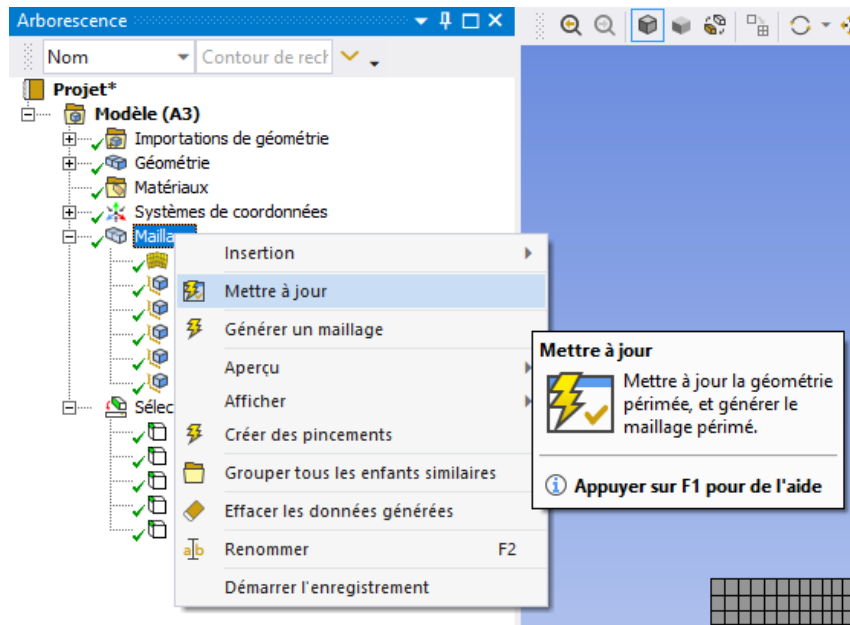 Arborescence
Nom
Contour de rech
Projet*
Modèle (A3)
Importations de géométrie
Géométrie
Matériaux
Systèmes de coordonnées
Mailla
Sélec
Insertion
Mettre à jour
Générer un maillage
Aperçu
Afficher
Créer des pincements
Grouper tous les enfants similaires
Effacer les données générées
Renommer F2
Démarrer l'enregistrement
Mettre à jour
Mettre à jour la géométrie
périmée, et générer le
maillage périmé.
Appuyer sur F1 pour de l'aide